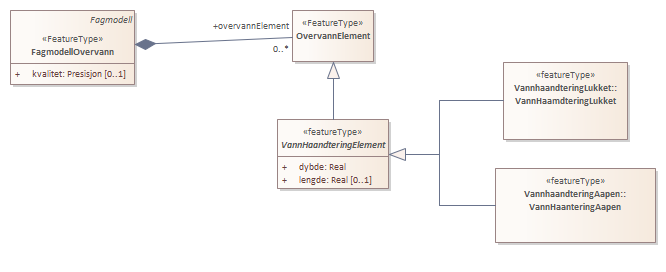 Fagmodell
«FeatureType»
FagmodellOvervann
+ kvalitet: Presisjon [0..1]
+overvannElement
0..*
«FeatureType»
OvervannElement
«featureType»
VannHaandteringElement
+ dybde: Real
+ lengde: Real [0..1]
«featureType»
VannhaandteringLukket::
VannHaamdteringLukket
«featureType»
VannhaandteringAapen::
VannHaanteringAapen